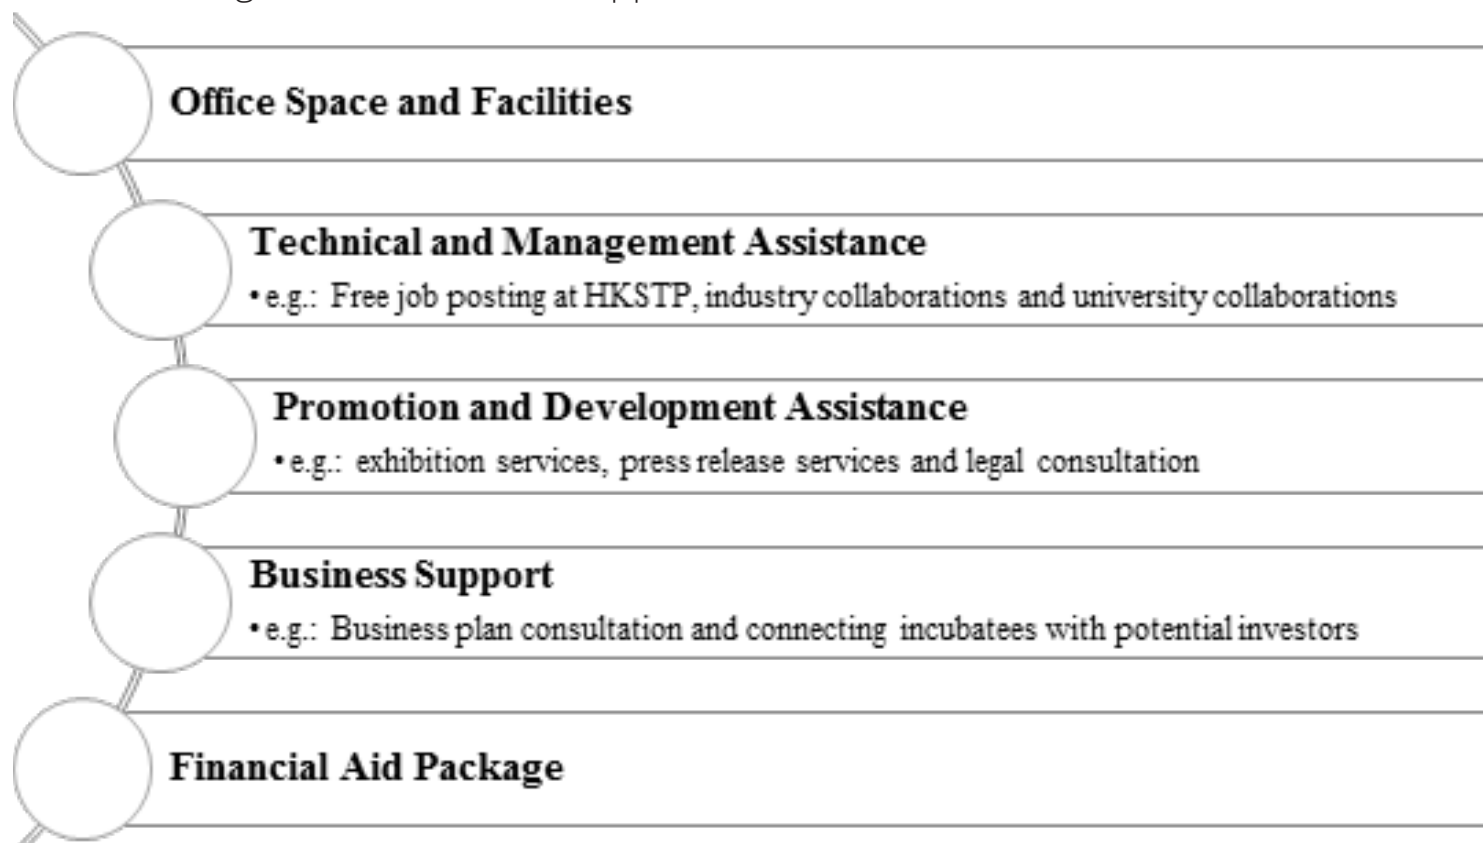 Office Space and Facilities
Technical and Management Assistance
• e.g.: Free job posting at HKSTP, industry collaborations and university collaborations
Promotion and Development Assistance
• e.g.: exhibition services, press release services and legal consultation
Business Support
• e.g.: Business plan consultation and connecting incubatees with potential investors
Financial Aid Package